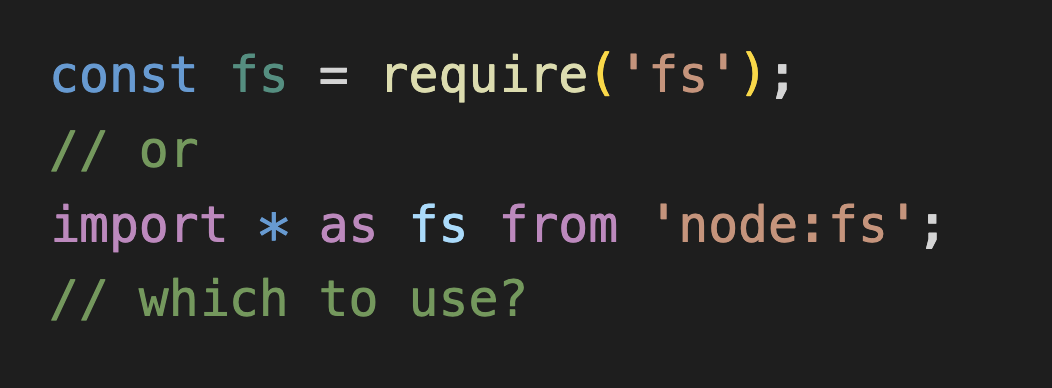 const fs = require('fs');
// or
import * as fs from 'node:fs';
// which to use?